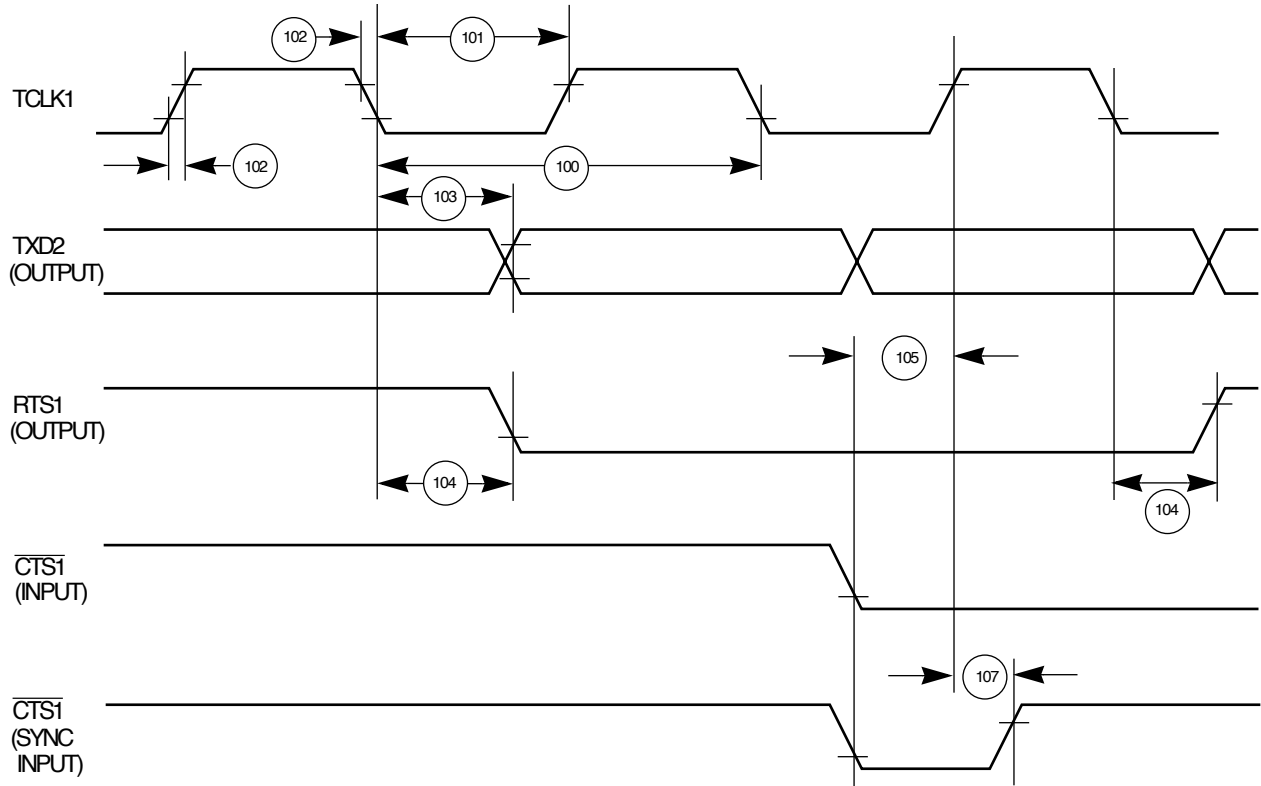 102
101
TCLK1
102
100
103
TXD2
(OUTPUT)
105
RTS1
(OUTPUT)
104
104
CTS1
(INPUT)
107
CTS1
(SYNC
INPUT)